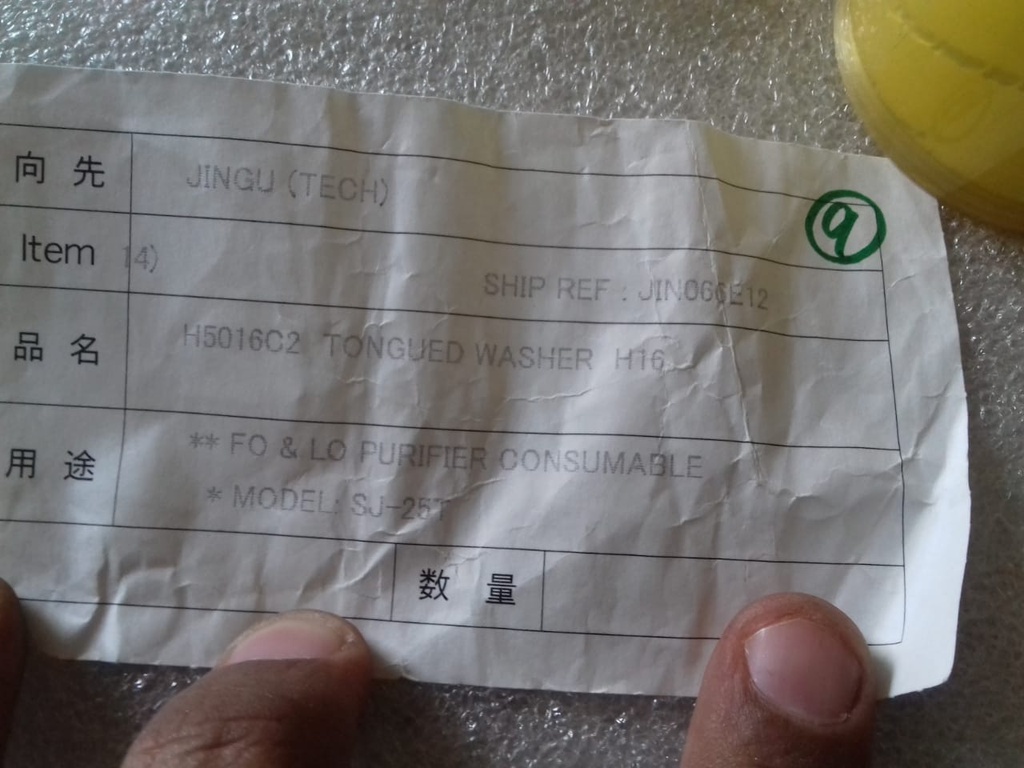 向先 JINGU (TECH)
9
Item 14)
SHIP REF : JIN066E12
品名 H5016C2 TONGUED WASHER H16
用途 ** FO & LO PURIFIER CONSUMABLE
* MODEL: SJ-25T
数量